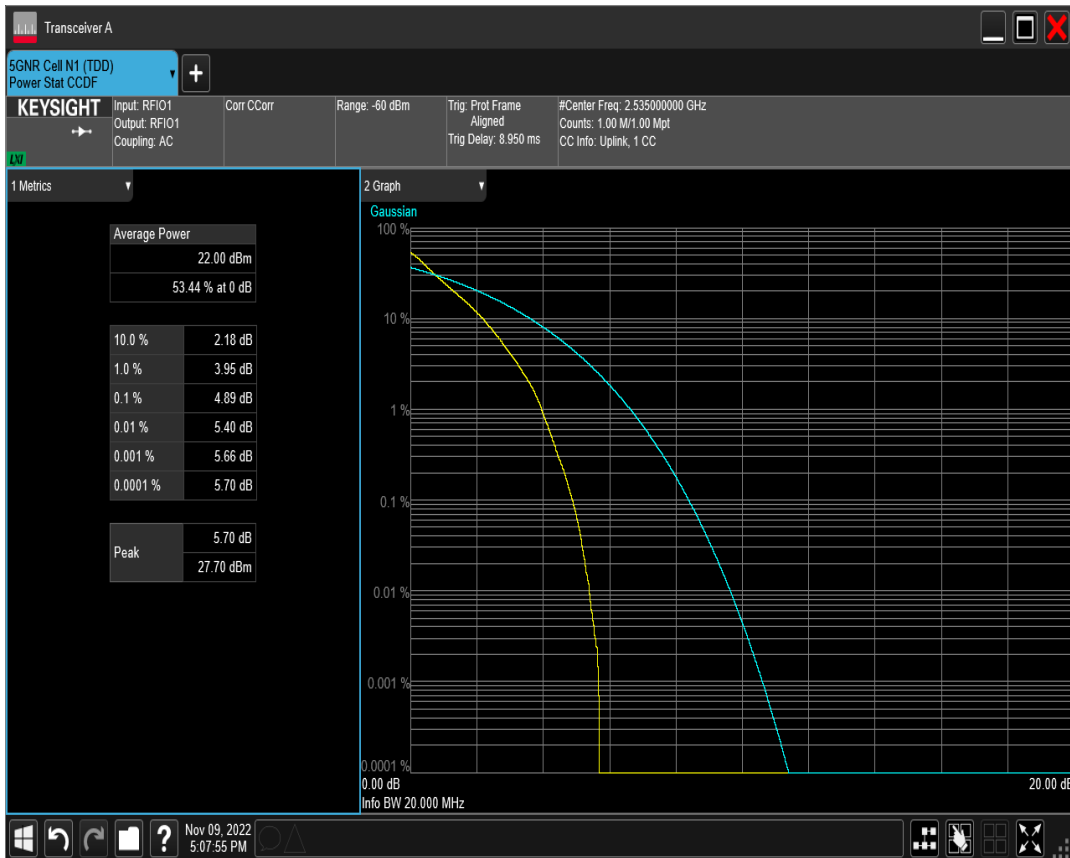 Transceiver A
5GNR Cell N1 (TDD)
Power Stat CCDF
+
KEYSIGHT
LXI
Input: RFIO1
Output: RFIO1
Coupling: AC
Corr CCorr
Range: -60 dBm
Trig: Prot Frame
Aligned
Trig Delay: 8.950 ms
#Center Freq: 2.535000000 GHz
Counts: 1.00 M/1.00 Mpt
CC Info: Uplink, 1 CC
1 Metrics
Average Power
22.00 dBm
53.44 % at 0 dB
10.0 % 2.18 dB
1.0 % 3.95 dB
0.1 % 4.89 dB
0.01 % 5.40 dB
0.001 % 5.66 dB
0.0001 % 5.70 dB
Peak
5.70 dB
27.70 dBm
2 Graph
Gaussian
100 %
10 %
1 %
0.1 %
0.01 %
0.001 %
0.0001 %
0.00 dB 20.00 dB
Info BW 20.000 MHz
?
Nov 09, 2022
5:07:55 PM